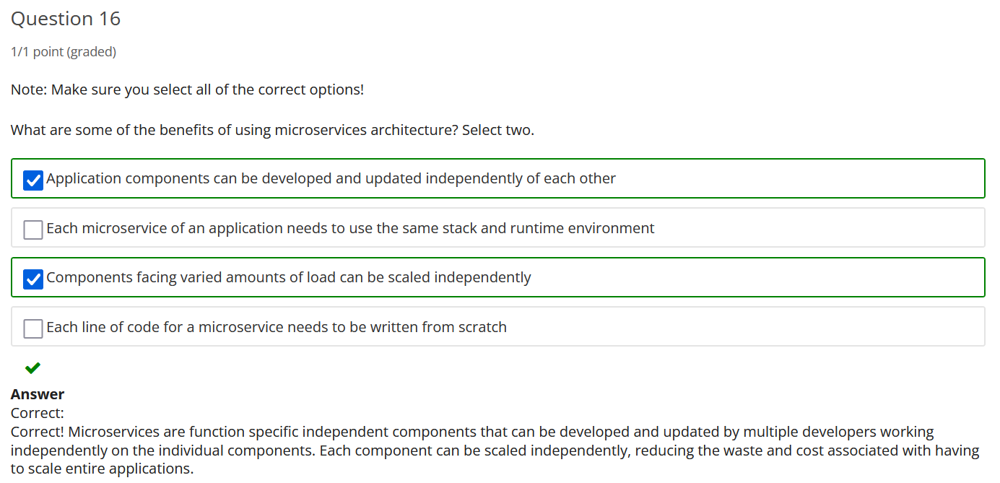 Question 16
1/1 point (graded)
Note: Make sure you select all of the correct options!
What are some of the benefits of using microservices architecture? Select two.
Application components can be developed and updated independently of each other
Each microservice of an application needs to use the same stack and runtime environment
Components facing varied amounts of load can be scaled independently
Each line of code for a microservice needs to be written from scratch
Answer
Correct:
Correct! Microservices are function specific independent components that can be developed and updated by multiple developers working
independently on the individual components. Each component can be scaled independently, reducing the waste and cost associated with having
to scale entire applications.